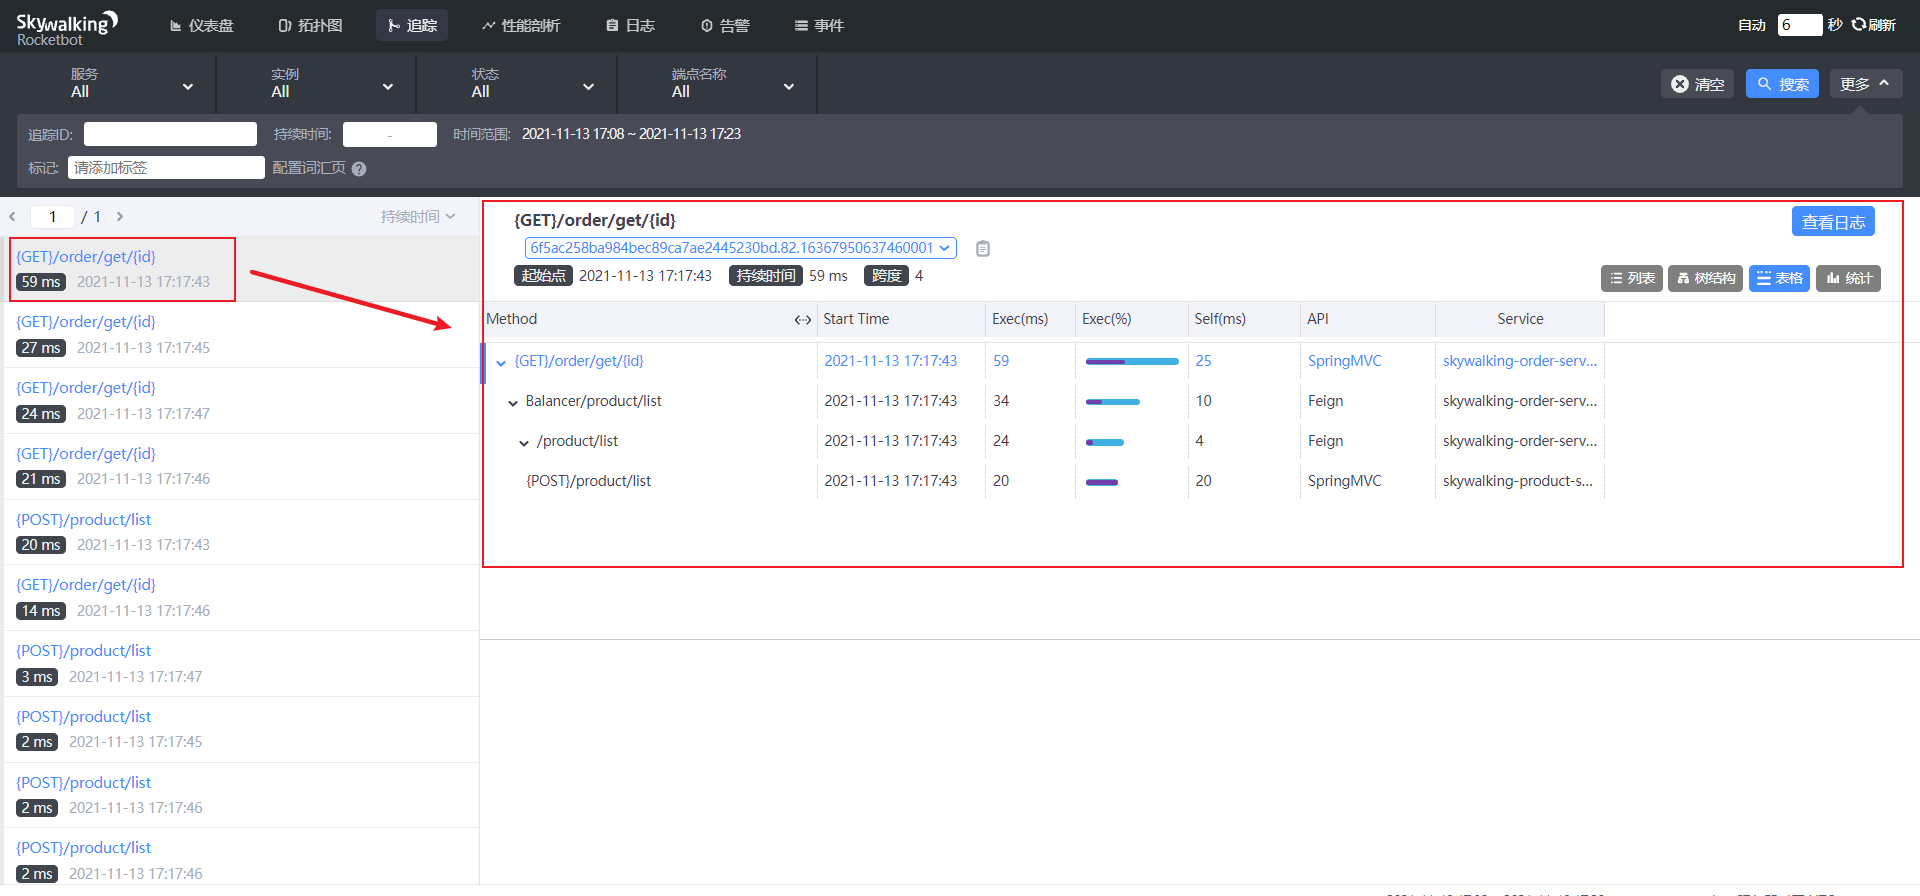 Skywalking
Rocketbot
仪表盘
拓扑图
追踪
性能剖析
日志
告警
事件
自动 6 秒 刷新
服务
All
实例
All
状态
All
端点名称
All
清空
搜索
更多
追踪ID:
持续时间: -
时间范围: 2021-11-13 17:08 ~ 2021-11-13 17:23
标记: 请添加标签
配置词汇页 ?
1 / 1
持续时间
{GET}/order/get/{id}
59 ms 2021-11-13 17:17:43
{GET}/order/get/{id}
27 ms 2021-11-13 17:17:45
{GET}/order/get/{id}
24 ms 2021-11-13 17:17:47
{GET}/order/get/{id}
21 ms 2021-11-13 17:17:46
{POST}/product/list
20 ms 2021-11-13 17:17:43
{GET}/order/get/{id}
14 ms 2021-11-13 17:17:46
{POST}/product/list
3 ms 2021-11-13 17:17:47
{POST}/product/list
2 ms 2021-11-13 17:17:45
{POST}/product/list
2 ms 2021-11-13 17:17:46
{POST}/product/list
2 ms 2021-11-13 17:17:46
{GET}/order/get/{id}
查看日志
6f5ac258ba984bec89ca7ae2445230bd.82.16367950637460001
起始点 2021-11-13 17:17:43 持续时间 59 ms 跨度 4
列表 树结构 表格 统计
Method Start Time Exec(ms) Exec(%) Self(ms) API Service
{GET}/order/get/{id} 2021-11-13 17:17:43 59 25 SpringMVC skywalking-order-serv...
Balancer/product/list 2021-11-13 17:17:43 34 10 Feign skywalking-order-serv...
/product/list 2021-11-13 17:17:43 24 4 Feign skywalking-order-serv...
{POST}/product/list 2021-11-13 17:17:43 20 20 SpringMVC skywalking-product-s...